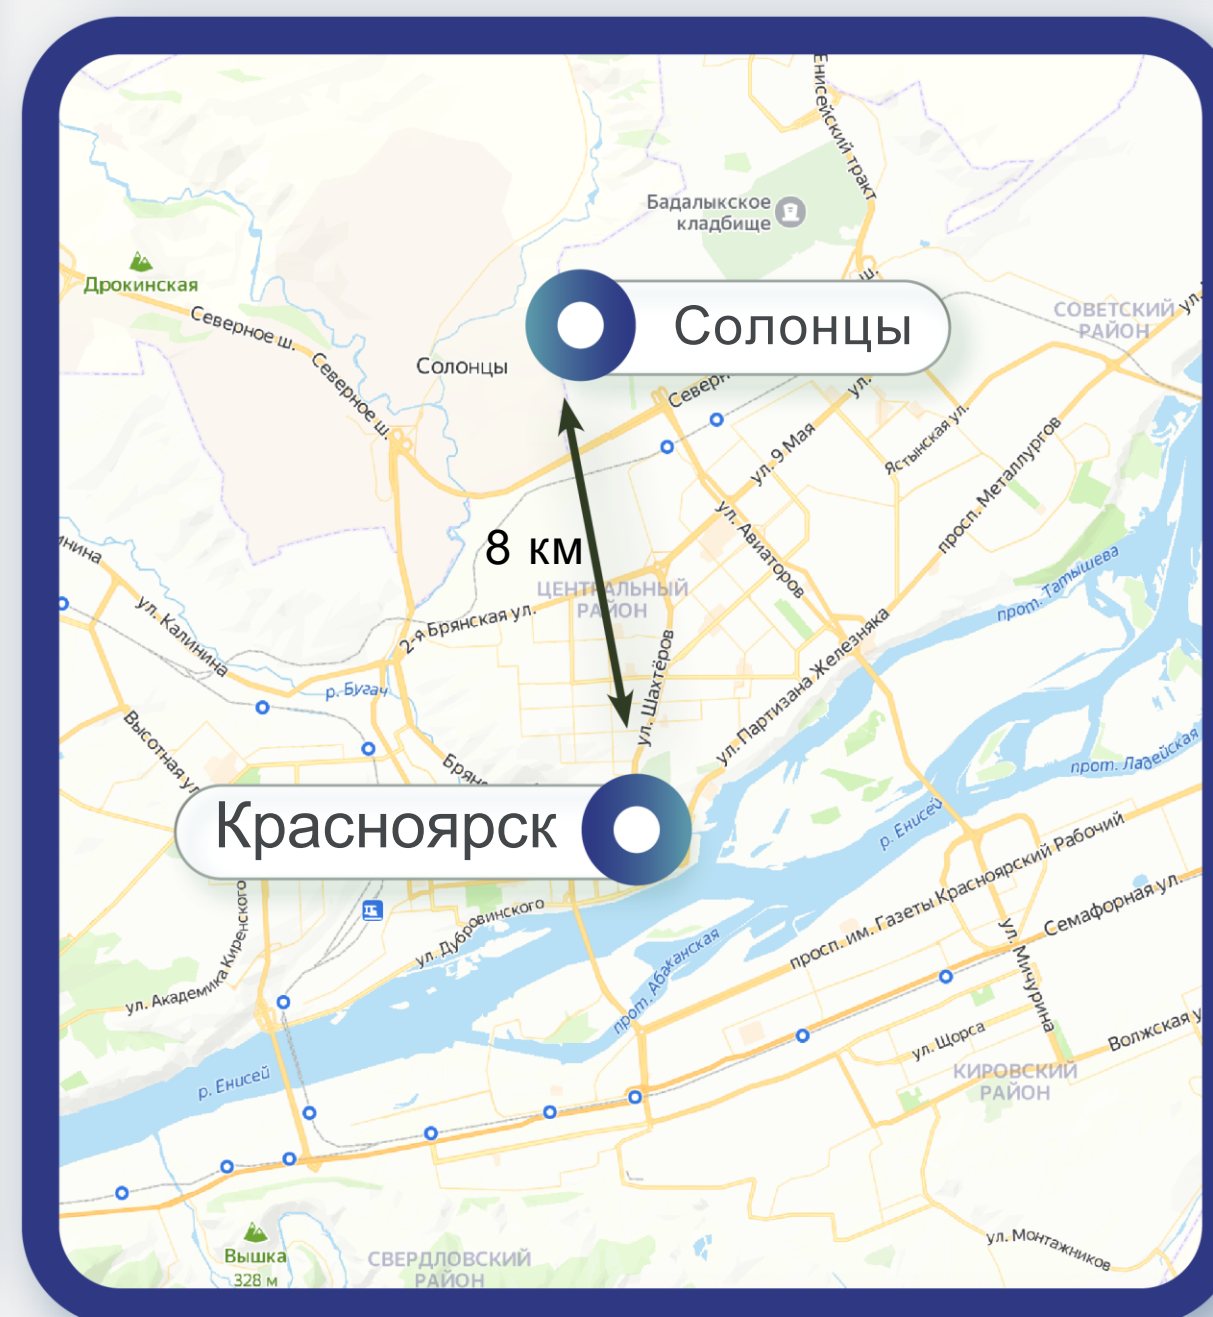 Енисейский тракт
Бадалыкское
кладбище
Дрокинская
Северное ш.
Северное ш.
ш.
Солонцы
Солонцы
СОВЕТСКИЙ
РАЙОН
ул.
ул.
Ястынская ул.
ул. 9 Мая
просп. Металлургов
ул. Авиаторов
8 км
ЦЕНТРАЛЬНЫЙ
РАЙОН
2-я Брянская ул.
ул. Калинина
р. Бугач
прот. Татышева
ул. Шахтёров
ул. Партизана Железняка
Высотная ул.
прот. Ладейская
Красноярск
р. Енисей
просп. им. Газеты Красноярский Рабочий
Семафорная ул.
ул. Дубровинского
ул. Академика Киренского
прот. Абаканская
ул. Мичурина
ул. Щорса
Волжская у
р. Енисей
КИРОВСКИЙ
РАЙОН
Вышка
328 м
СВЕРДЛОВСКИЙ
РАЙОН
ул. Монтажников